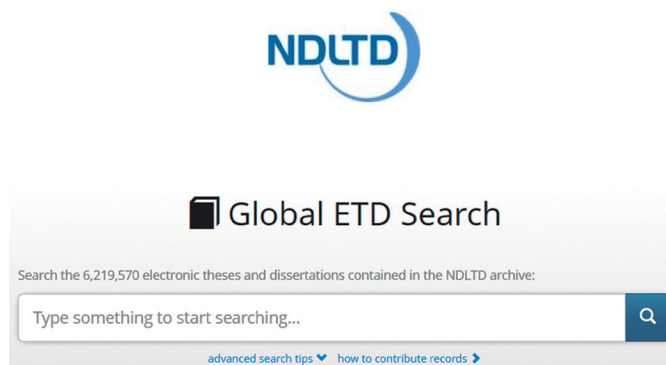 NDLTD
Global ETD Search
Search the 6,219,570 electronic theses and dissertations contained in the NDLTD archive:
Type something to start searching...
advanced search tips how to contribute records